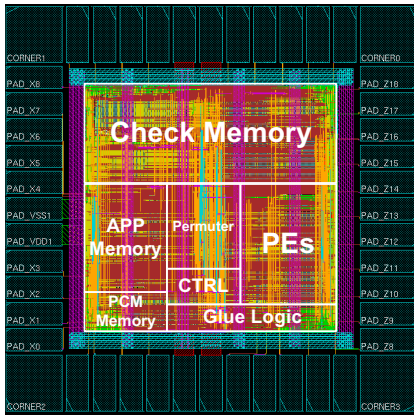 CORNER1
CORNER0
PAD_X8
PAD_Z18
PAD_X7
PAD_Z17
PAD_X6
PAD_Z16
PAD_X5
PAD_Z15
PAD_X4
PAD_Z14
PAD_VSS1
PAD_Z13
PAD_VDD1
PAD_Z12
PAD_X3
PAD_Z11
PAD_X2
PAD_Z10
PAD_X1
PAD_Z9
PAD_X0
PAD_Z8
CORNER2
CORNER3
Check Memory
APP
Memory
Permuter
PEs
CTRL
PCM
Memory
Glue Logic